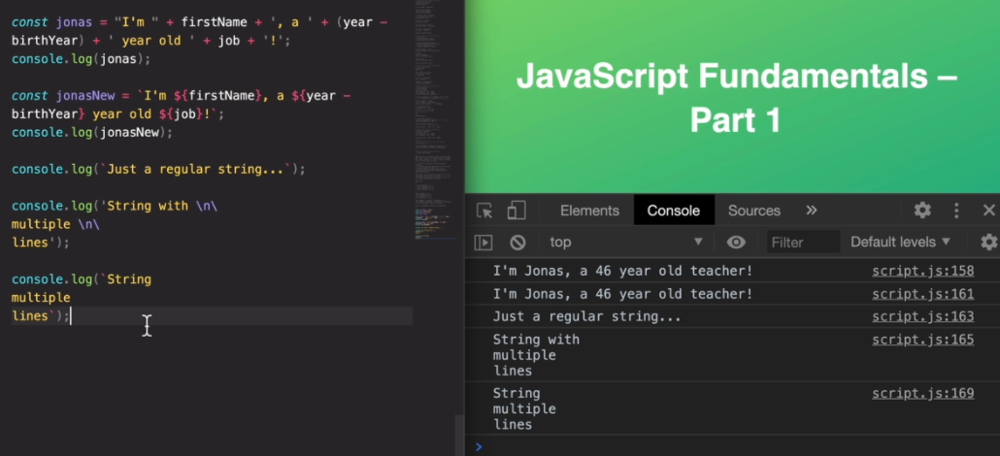 const jonas = "I'm " + firstName + ', a ' + (year -
birthYear) + ' year old ' + job + '!';
console.log(jonas);
const jonasNew = `I'm ${firstName}, a ${year -
birthYear} year old ${job}!`;
console.log(jonasNew);
console.log(`Just a regular string...`);
console.log('String with \n\
multiple \n\
lines');
console.log(`String
multiple
lines`);
JavaScript Fundamentals –
Part 1
Elements Console Sources »
top Filter Default levels ▼
I'm Jonas, a 46 year old teacher! script.js:158
I'm Jonas, a 46 year old teacher! script.js:161
Just a regular string... script.js:163
String with script.js:165
multiple
lines
String script.js:169
multiple
lines
>